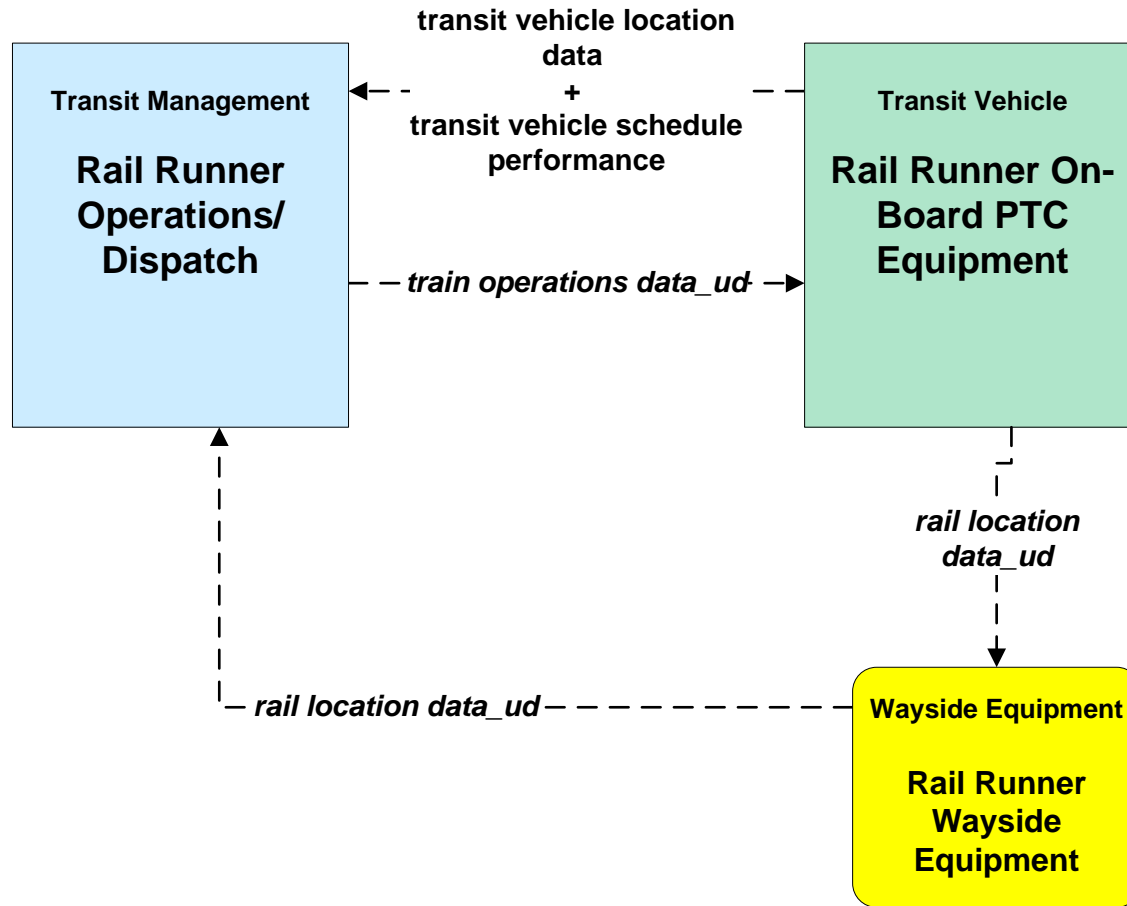 transit vehicle location
data
+
transit vehicle schedule
performance
Transit Management
Rail Runner
Operations/
Dispatch
Transit Vehicle
Rail Runner On-
Board PTC
Equipment
train operations data_ud
rail location
data_ud
rail location data_ud
Wayside Equipment
Rail Runner
Wayside
Equipment